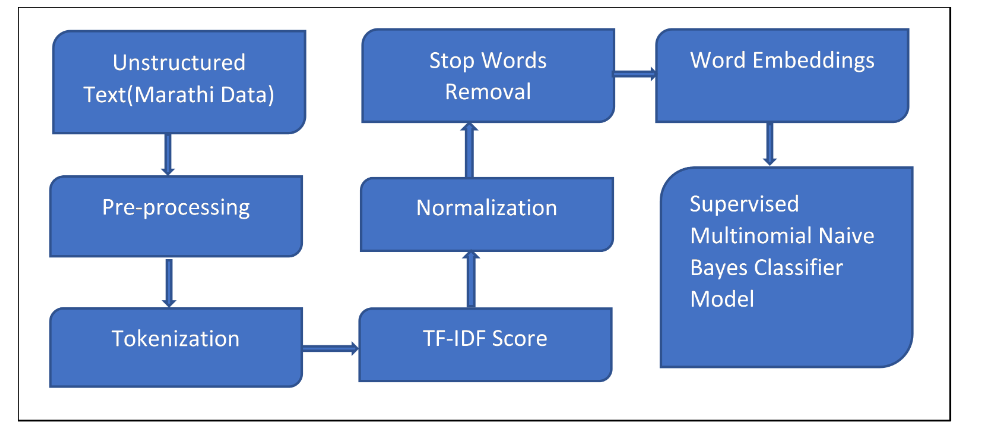 Unstructured
Text(Marathi Data)
Pre-processing
Tokenization
TF-IDF Score
Normalization
Stop Words
Removal
Word Embeddings
Supervised
Multinomial Naive
Bayes Classifier
Model